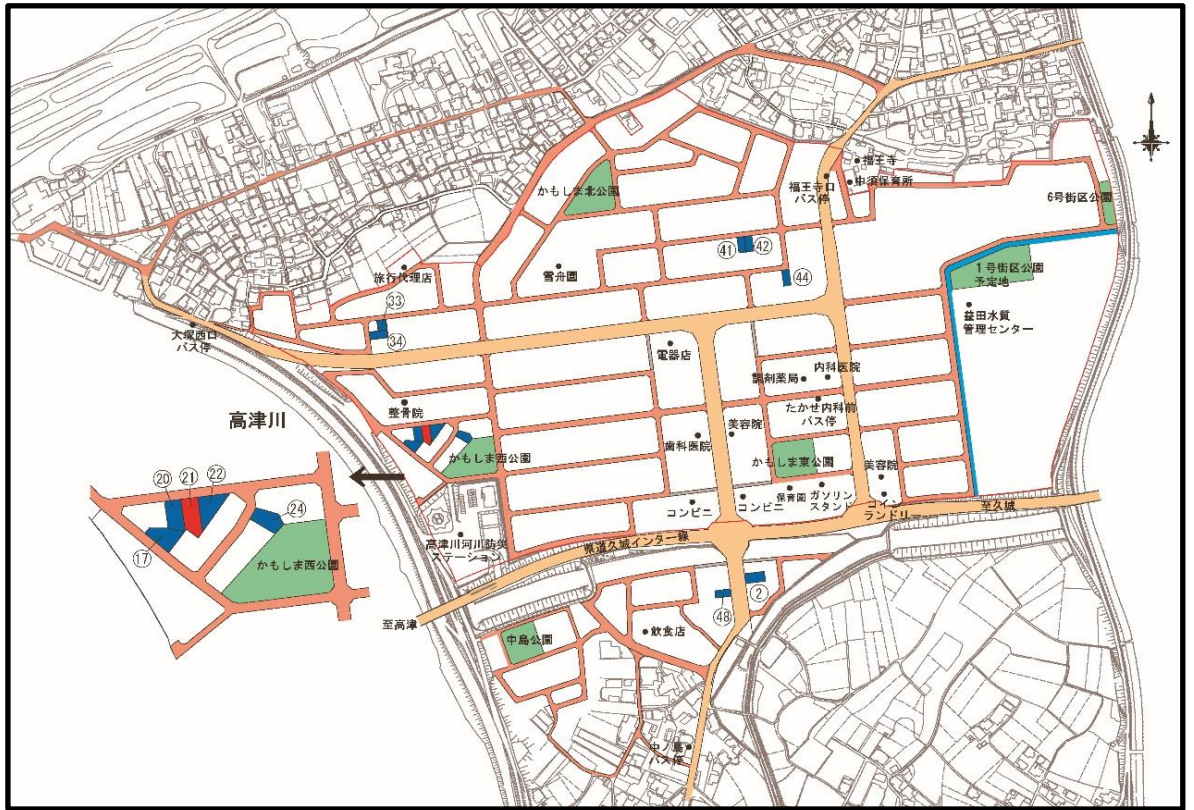 福王寺
中須保育所
福王寺口
バス停
かもしま北公園
6号街区公園
41
42
44
雪舟園
旅行代理店
1号街区公園
予定地
益田水質
管理センター
33
34
大塚西口
バス停
電器店
調剤薬局
内科医院
整骨院
たかせ内科前
バス停
美容院
高津川
歯科医院
かもしま西公園
かもしま東公園
美容院
20
21
22
24
17
かもしま西公園
コンビニ
コンビニ
保育園
ガソリン
スタンド
コイン
ランドリー
至久城
高津川河川防災
ステーション
県道久城インター線
至高津
2
48
中島公園
飲食店
中ノ島
バス停